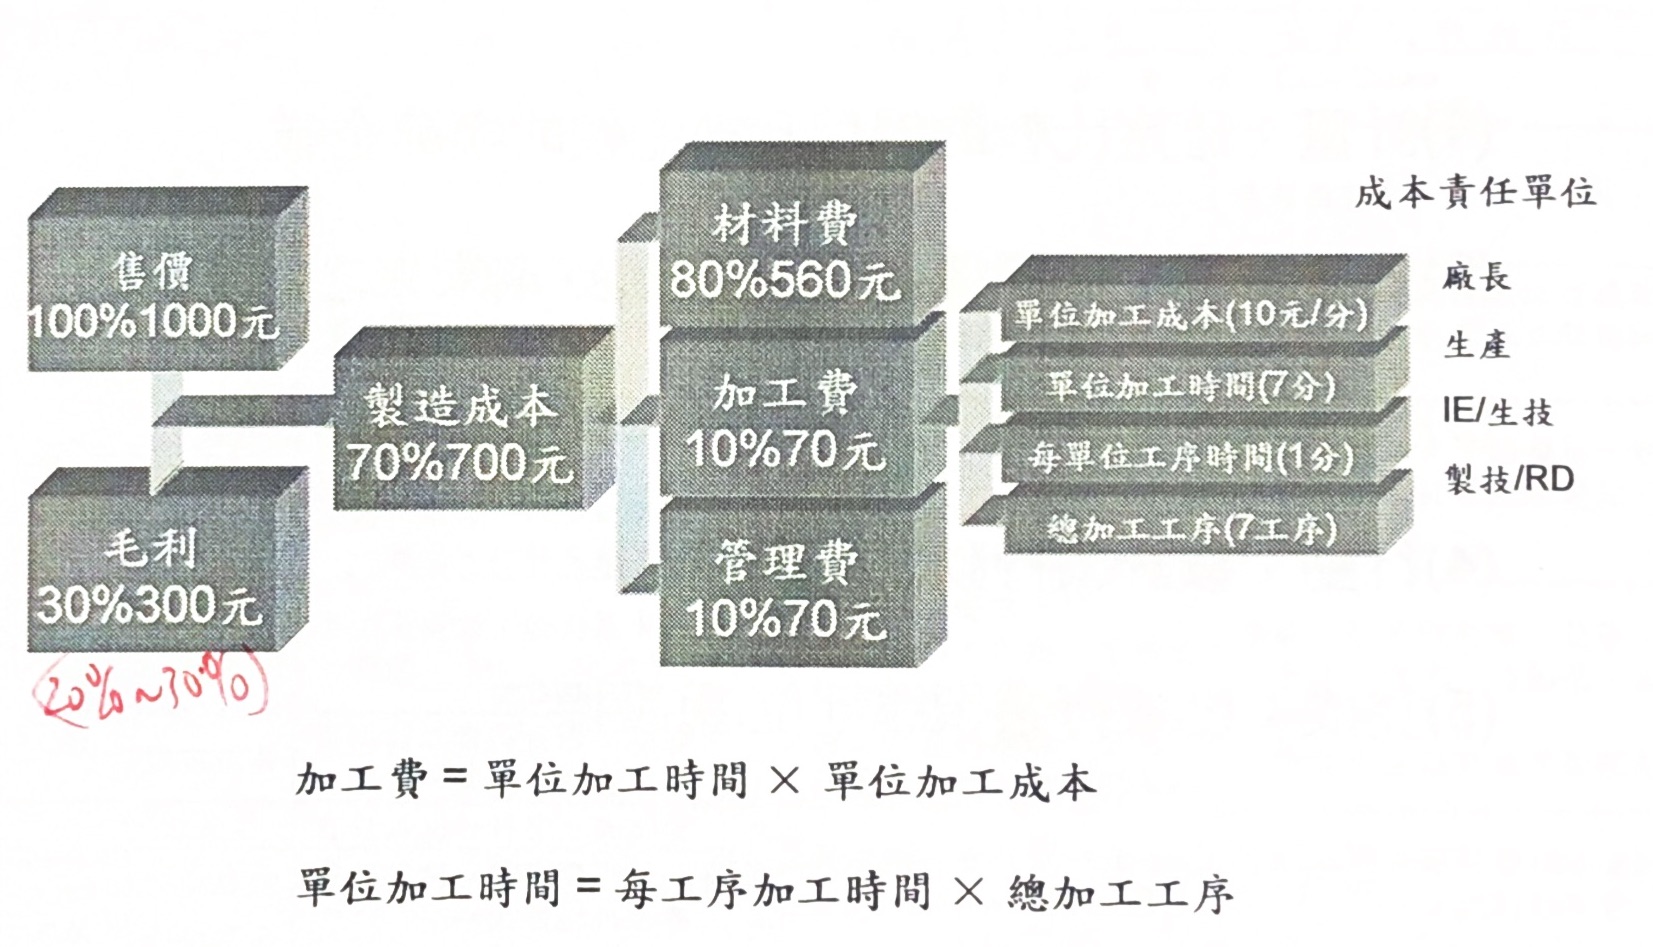 成本責任單位
售價
100%1000元
毛利
30%300元
(20%~30%)
製造成本
70%700元
材料費
80%560元
加工費
10%70元
管理費
10%70元
單位加工成本(10元/分)
單位加工時間(7分)
每單位工序時間(1分)
總加工工序(7工序)
廠長
生產
IE/生技
製技/RD
加工費 = 單位加工時間 × 單位加工成本
單位加工時間 = 每工序加工時間 × 總加工工序